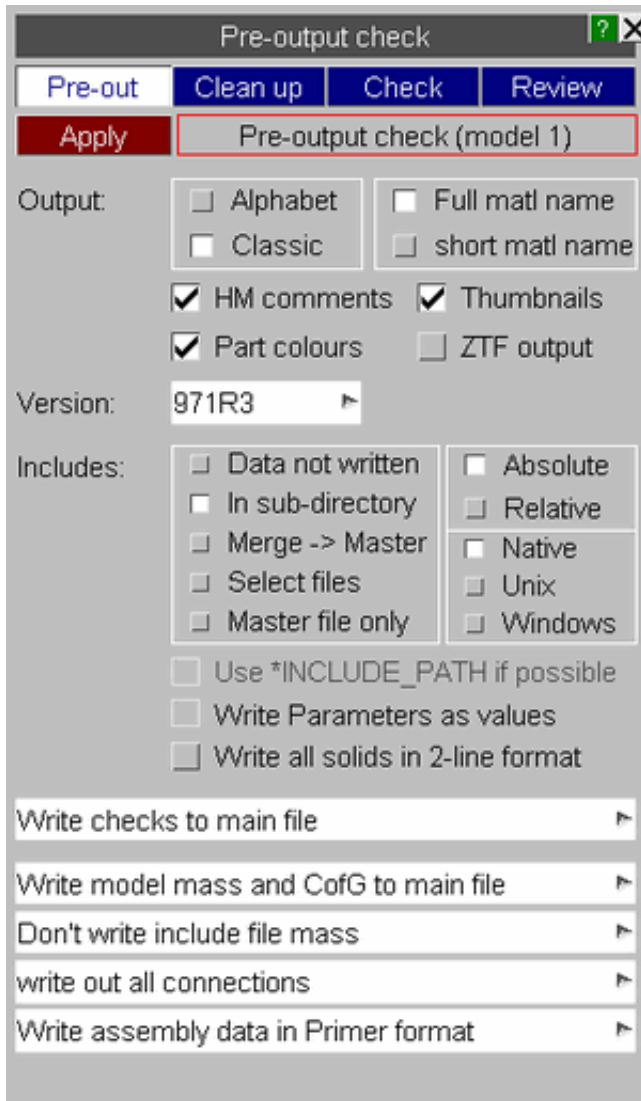 Pre-output check ? X
Pre-out Clean up Check Review
Apply Pre-output check (model 1)
Output: Alphabet Full matl name
Classic short matl name
HM comments Thumbnails
Part colours ZTF output
Version: 971R3
Includes: Data not written Absolute
In sub-directory Relative
Merge -> Master Native
Select files Unix
Master file only Windows
Use *INCLUDE_PATH if possible
Write Parameters as values
Write all solids in 2-line format
Write checks to main file
Write model mass and CofG to main file
Don't write include file mass
write out all connections
Write assembly data in Primer format